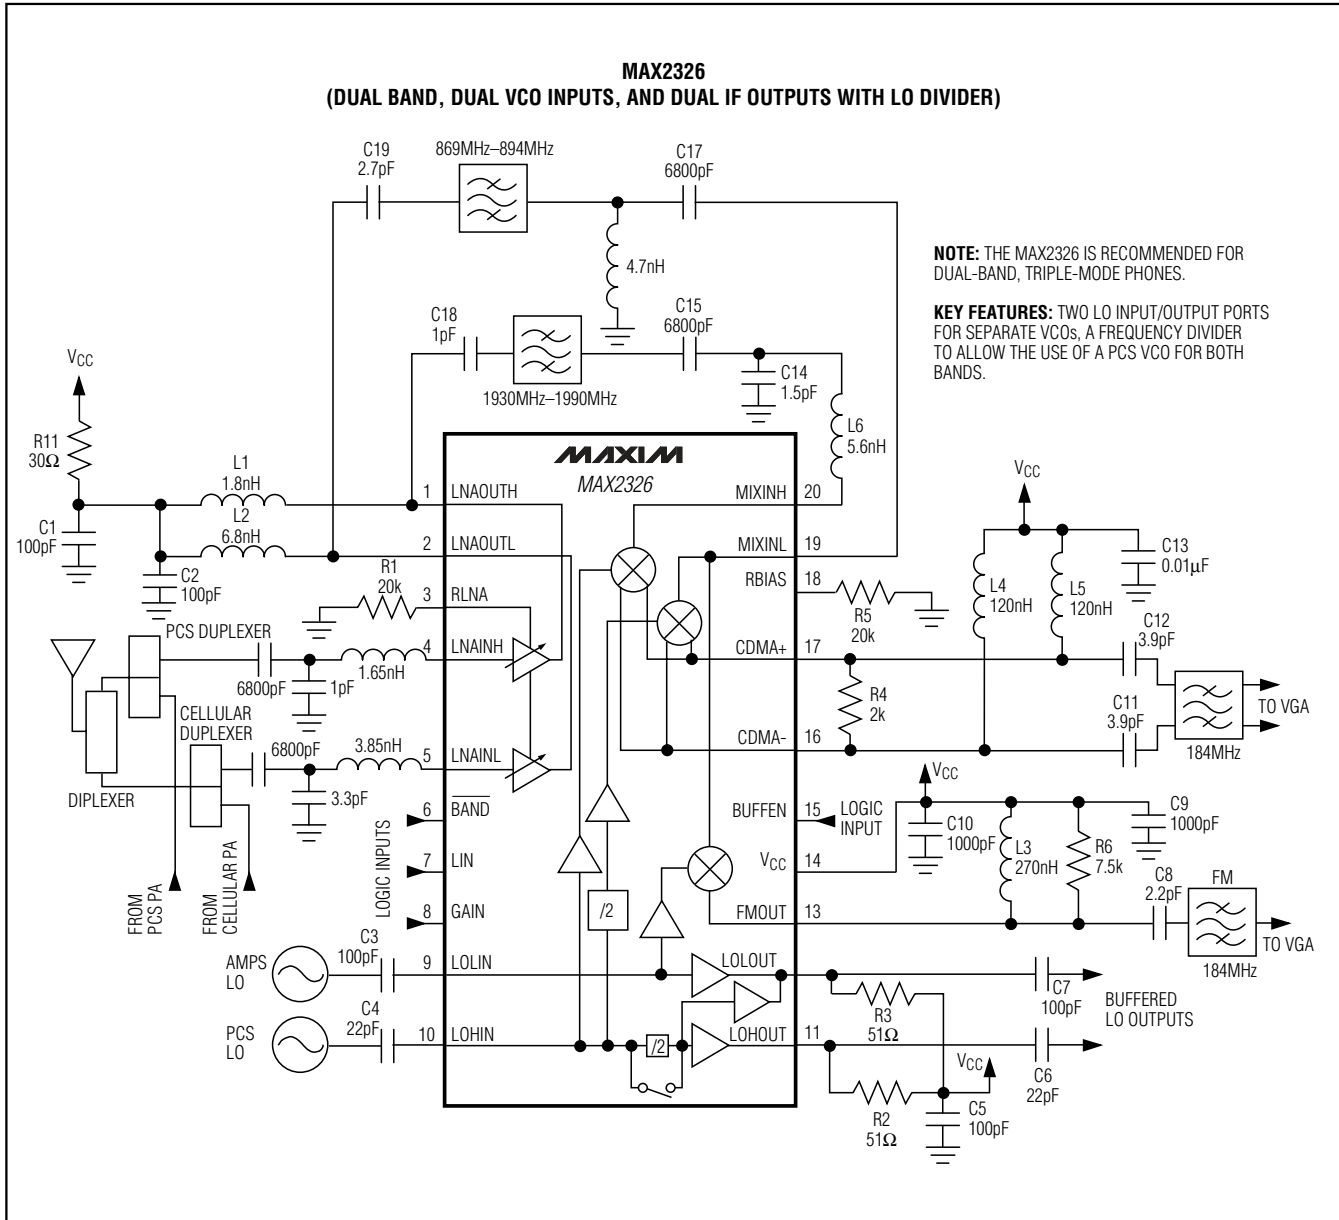 MAX2326
(DUAL BAND, DUAL VCO INPUTS, AND DUAL IF OUTPUTS WITH LO DIVIDER)
C19
2.7pF
869MHz–894MHz
C17
6800pF
4.7nH
NOTE: THE MAX2326 IS RECOMMENDED FOR
DUAL-BAND, TRIPLE-MODE PHONES.
KEY FEATURES: TWO LO INPUT/OUTPUT PORTS
FOR SEPARATE VCOs, A FREQUENCY DIVIDER
TO ALLOW THE USE OF A PCS VCO FOR BOTH
BANDS.
C18
1pF
1930MHz–1990MHz
C15
6800pF
C14
1.5pF
L6
5.6nH
VCC
R11
30Ω
C1
100pF
L1
1.8nH
L2
6.8nH
C2
100pF
R1
20k
MAXIM
MAX2326
1
LNAOUTH
2
LNAOUTL
3
RLNA
4
LNAINH
5
LNAINL
6
BAND
7
LIN
8
GAIN
9
LOLIN
10
LOHIN
MIXINH
20
MIXINL
19
RBIAS
18
CDMA+
17
CDMA-
16
BUFFEN
15
VCC
14
FMOUT
13
LOLOUT
LOHOUT
11
/2
/2
PCS DUPLEXER
6800pF
1pF
1.65nH
CELLULAR
DUPLEXER
6800pF
3.85nH
3.3pF
DIPLEXER
FROM
PCS PA
FROM
CELLULAR PA
LOGIC INPUTS
AMPS
LO
C3
100pF
PCS
LO
C4
22pF
R5
20k
R4
2k
VCC
L4
120nH
L5
120nH
C13
0.01µF
C12
3.9pF
C11
3.9pF
184MHz
TO VGA
LOGIC
INPUT
VCC
C10
1000pF
L3
270nH
R6
7.5k
C9
1000pF
C8
2.2pF
FM
184MHz
TO VGA
R3
51Ω
C7
100pF
BUFFERED
LO OUTPUTS
C6
22pF
VCC
R2
51Ω
C5
100pF